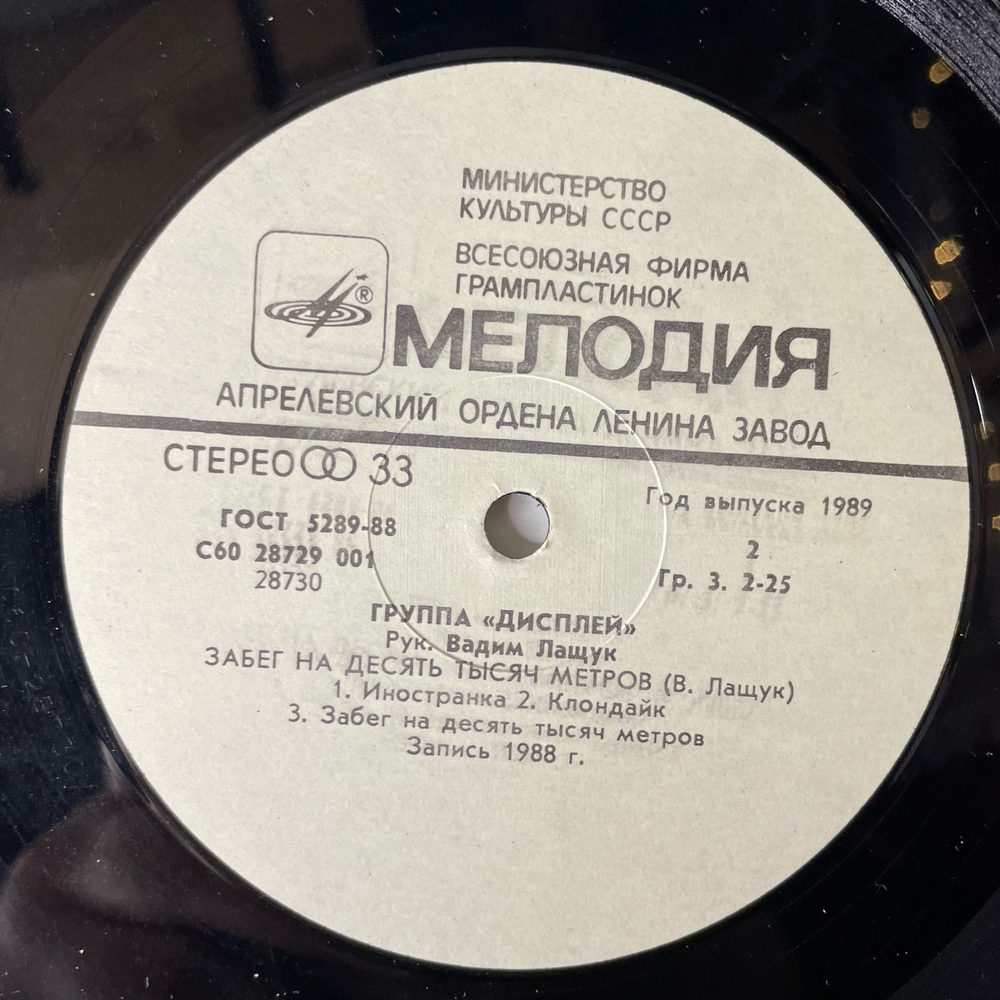 МИНИСТЕРСТВО
КУЛЬТУРЫ СССР
ВСЕСОЮЗНАЯ ФИРМА
ГРАМПЛАСТИНОК
®
МЕЛОДИЯ
АПРЕЛЕВСКИЙ ОРДЕНА ЛЕНИНА ЗАВОД
СТЕРЕО 33
Год выпуска 1989
ГОСТ 5289-88
2
С60 28729 001
28730
Гр. 3. 2-25
ГРУППА «ДИСПЛЕЙ»
Рук. Вадим Лащук
ЗАБЕГ НА ДЕСЯТЬ ТЫСЯЧ МЕТРОВ (В. Лащук)
1. Иностранка 2. Клондайк
3. Забег на десять тысяч метров
Запись 1988 г.